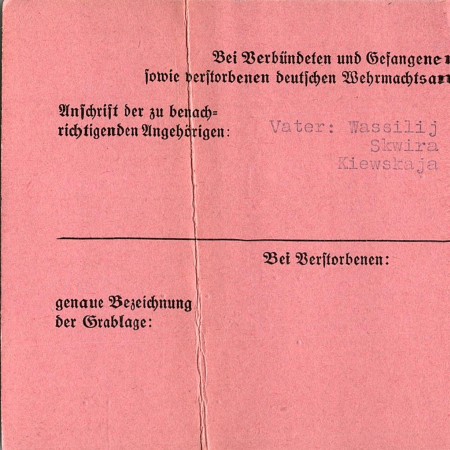 Bei Verbündeten und Gefangenen
sowie verstorbenen deutschen Wehrmachtsan
Anschrift der zu benach=
richtigenden Angehörigen:
Vater: Wassilij
Skwira
Kiewskaja
Bei Verstorbenen:
genaue Bezeichnung
der Grablage: